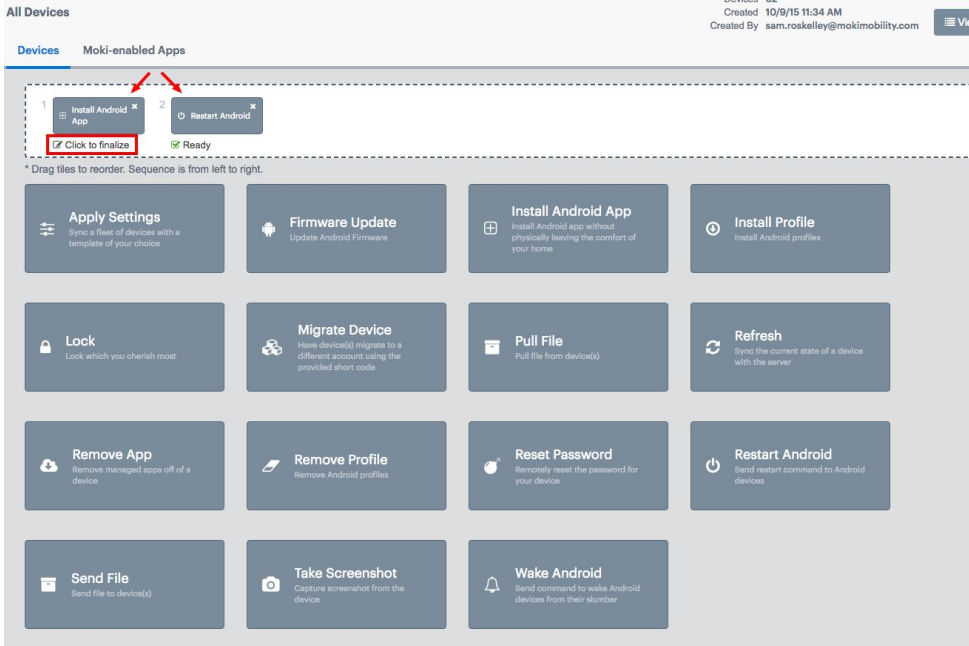 All Devices
Created 10/9/15 11:34 AM
Created By sam.roskelley@mokimobility.com
Devices
Moki-enabled Apps
1
Install Android
App
2
Restart Android
Click to finalize
Ready
* Drag tiles to reorder. Sequence is from left to right.
Apply Settings
Sync a fleet of devices with a
template of your choice
Firmware Update
Update Android Firmware
Install Android App
Install Android app without
physically leaving the comfort of
your home
Install Profile
Install Android profiles
Lock
Lock which you cherish most
Migrate Device
Have device(s) migrate to a
different account using the
provided short code
Pull File
Pull file from device(s)
Refresh
Sync the current state of a device
with the server
Remove App
Remove managed apps off of a
device
Remove Profile
Remove Android profiles
Reset Password
Remotely reset the password for
your device
Restart Android
Send restart command to Android
devices
Send File
Send file to device(s)
Take Screenshot
Capture screenshot from the
device
Wake Android
Send command to wake Android
devices from their slumber